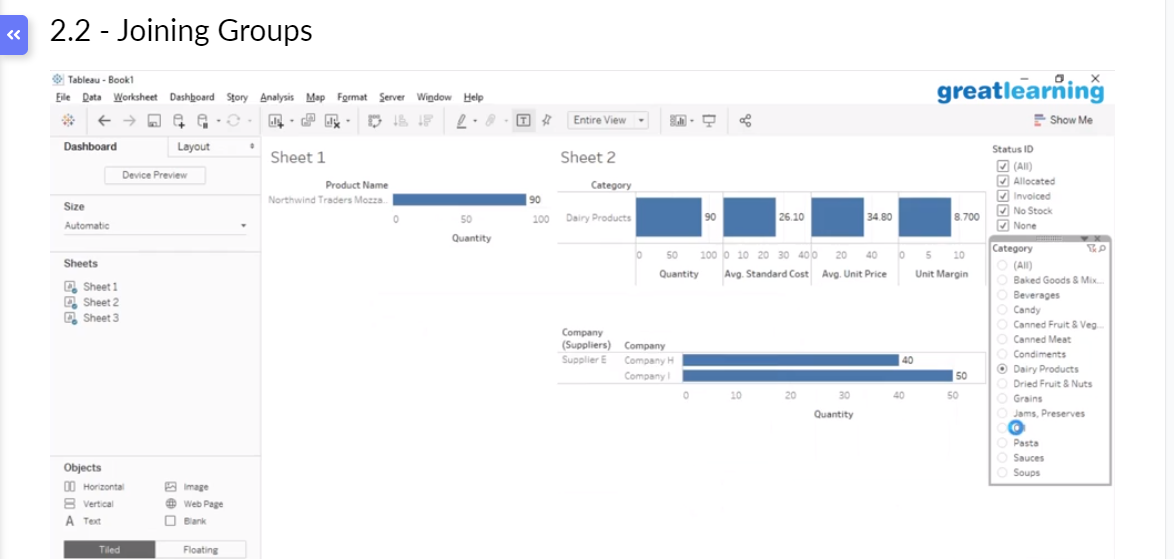 2.2 - Joining Groups
Tableau - Book1
File Data Worksheet Dashboard Story Analysis Map Format Server Window Help
greatlearning
Entire View
Show Me
Dashboard
Layout
Device Preview
Size
Automatic
Sheets
Sheet 1
Sheet 2
Sheet 3
Objects
Horizontal
Image
Vertical
Web Page
A Text
Blank
Tiled
Floating
Sheet 1
Product Name
Northwind Traders Mozza..
90
0 50 100
Quantity
Sheet 2
Category
Dairy Products
90
26.10
34.80
8.700
0 50 100 0 10 20 30 40 0 20 40 0 5 10
Quantity
Avg. Standard Cost
Avg. Unit Price
Unit Margin
Company
(Suppliers) Company
Supplier E Company H 40
Company I 50
0 10 20 30 40 50
Quantity
Status ID
(All)
Allocated
Invoiced
No Stock
None
Category
(All)
Baked Goods & Mix...
Beverages
Candy
Canned Fruit & Veg...
Canned Meat
Condiments
Dairy Products
Dried Fruit & Nuts
Grains
Jams, Preserves
Pasta
Sauces
Soups